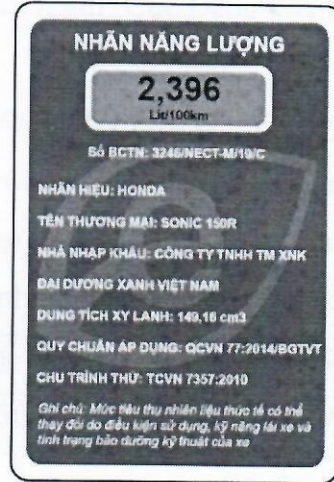 NHÃN NĂNG LƯỢNG
2,396
Lit/100km
Số BCTN: 3246/NECT-M/19/C
NHÃN HIỆU: HONDA
TÊN THƯƠNG MẠI: SONIC 150R
NHÀ NHẬP KHẨU: CÔNG TY TNHH TM XNK
ĐẠI DƯƠNG XANH VIỆT NAM
DUNG TÍCH XY LANH: 149,16 cm3
QUY CHUẨN ÁP DỤNG: QCVN 77:2014/BGTVT
CHU TRÌNH THỬ: TCVN 7357:2010
Ghi chú: Mức tiêu thụ nhiên liệu thực tế có thể
thay đổi do điều kiện sử dụng, kỹ năng lái xe và
tình trạng bảo dưỡng kỹ thuật của xe